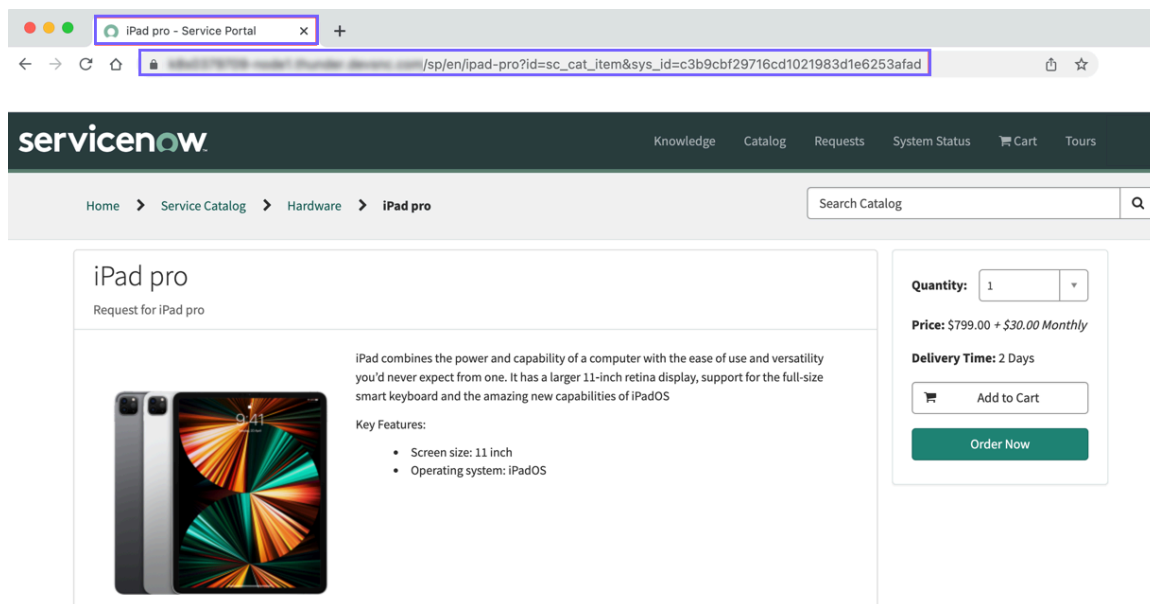 iPad pro - Service Portal
/sp/en/ipad-pro?id=sc_cat_item&sys_id=c3b9cbf29716cd1021983d1e6253afad
servicenow
Knowledge Catalog Requests System Status Cart Tours
Home Service Catalog Hardware iPad pro
Search Catalog
iPad pro
Request for iPad pro
iPad combines the power and capability of a computer with the ease of use and versatility
you'd never expect from one. It has a larger 11-inch retina display, support for the full-size
smart keyboard and the amazing new capabilities of iPadOS
Key Features:
• Screen size: 11 inch
• Operating system: iPadOS
9:41
Quantity: 1
Price: $799.00 + $30.00 Monthly
Delivery Time: 2 Days
Add to Cart
Order Now